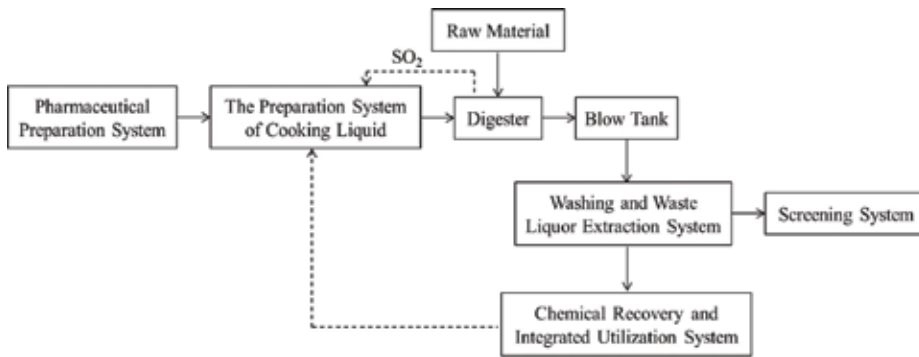 Raw Material
SO₂
Pharmaceutical
Preparation System
The Preparation System
of Cooking Liquid
Digester
Blow Tank
Washing and Waste
Liquor Extraction System
Screening System
Chemical Recovery and
Integrated Utilization System